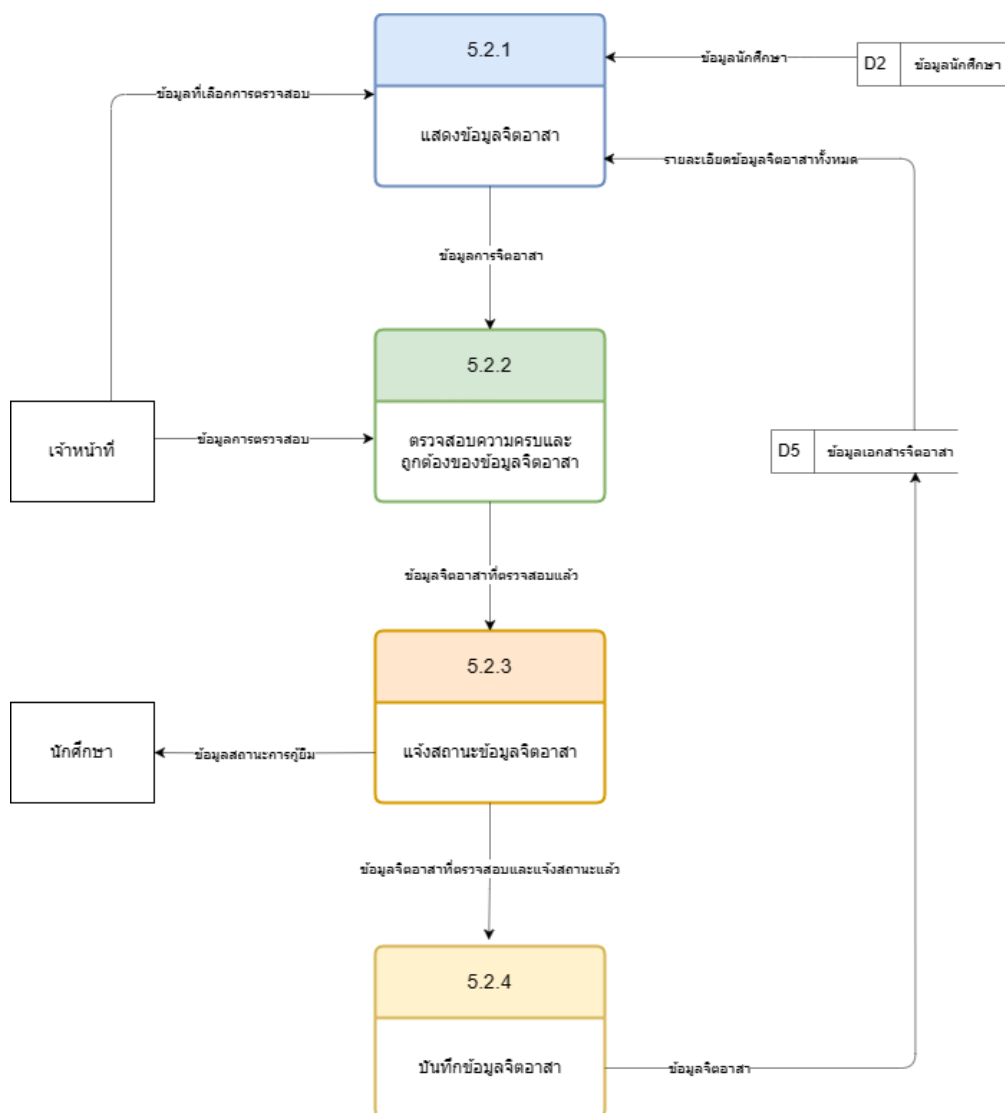 5.2.1
ข้อมูลนักศึกษา
D2
ข้อมูลนักศึกษา
ข้อมูลที่เลือกการตรวจสอบ
แสดงข้อมูลจิตอาสา
รายละเอียดข้อมูลจิตอาสาทั้งหมด
ข้อมูลการจิตอาสา
5.2.2
เจ้าหน้าที่
ข้อมูลการตรวจสอบ
ตรวจสอบความครบและ
ถูกต้องของข้อมูลจิตอาสา
D5
ข้อมูลเอกสารจิตอาสา
ข้อมูลจิตอาสาที่ตรวจสอบแล้ว
5.2.3
นักศึกษา
ข้อมูลสถานะการกู้ยืม
แจ้งสถานะข้อมูลจิตอาสา
ข้อมูลจิตอาสาที่ตรวจสอบและแจ้งสถานะแล้ว
5.2.4
บันทึกข้อมูลจิตอาสา
ข้อมูลจิตอาสา